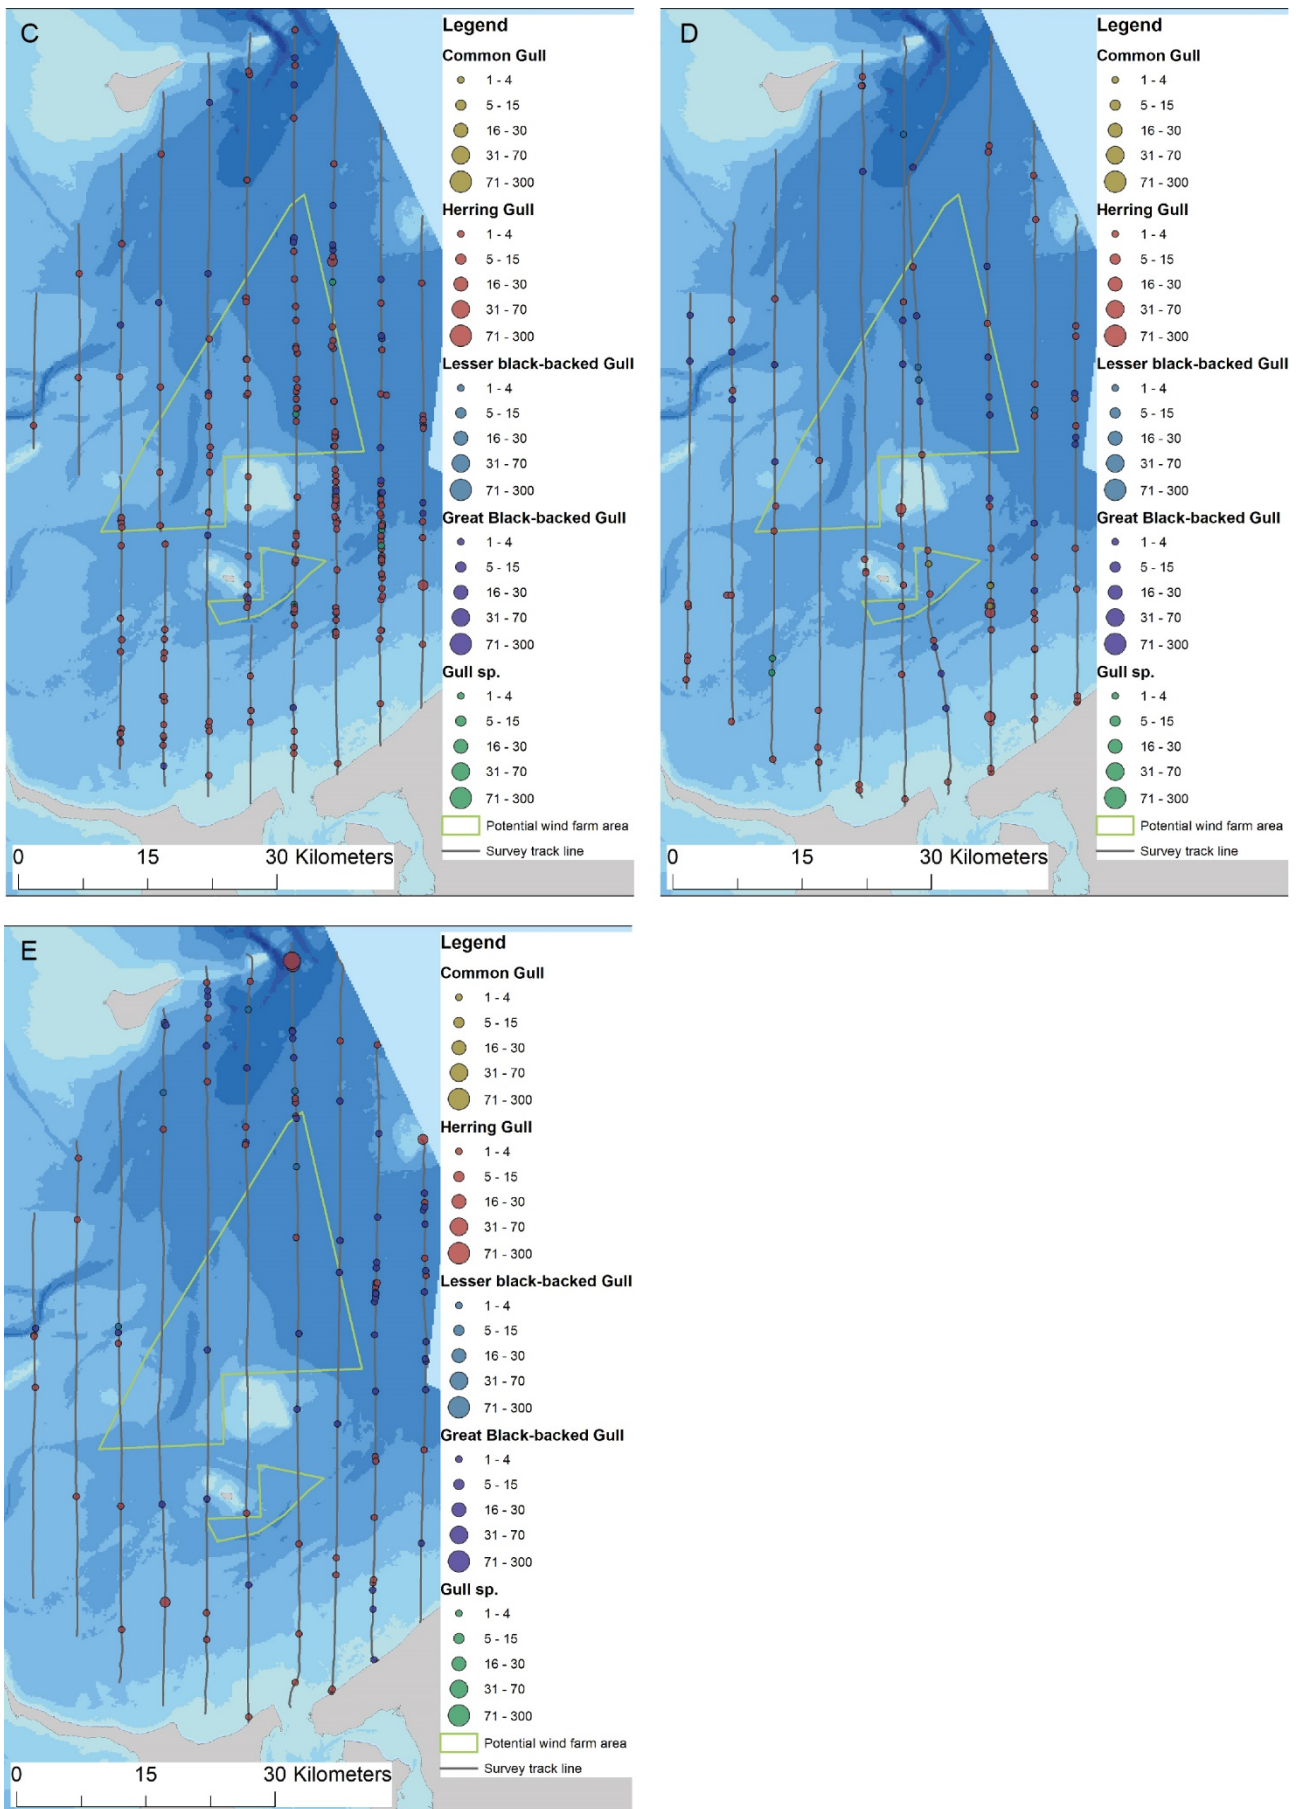 C
Legend
Common Gull
1 - 4
5 - 15
16 - 30
31 - 70
71 - 300
Herring Gull
1 - 4
5 - 15
16 - 30
31 - 70
71 - 300
Lesser black-backed Gull
1 - 4
5 - 15
16 - 30
31 - 70
71 - 300
Great Black-backed Gull
1 - 4
5 - 15
16 - 30
31 - 70
71 - 300
Gull sp.
1 - 4
5 - 15
16 - 30
31 - 70
71 - 300
Potential wind farm area
Survey track line
0 15 30 Kilometers
D
Legend
Common Gull
1 - 4
5 - 15
16 - 30
31 - 70
71 - 300
Herring Gull
1 - 4
5 - 15
16 - 30
31 - 70
71 - 300
Lesser black-backed Gull
1 - 4
5 - 15
16 - 30
31 - 70
71 - 300
Great Black-backed Gull
1 - 4
5 - 15
16 - 30
31 - 70
71 - 300
Gull sp.
1 - 4
5 - 15
16 - 30
31 - 70
71 - 300
Potential wind farm area
Survey track line
0 15 30 Kilometers
E
Legend
Common Gull
1 - 4
5 - 15
16 - 30
31 - 70
71 - 300
Herring Gull
1 - 4
5 - 15
16 - 30
31 - 70
71 - 300
Lesser black-backed Gull
1 - 4
5 - 15
16 - 30
31 - 70
71 - 300
Great Black-backed Gull
1 - 4
5 - 15
16 - 30
31 - 70
71 - 300
Gull sp.
1 - 4
5 - 15
16 - 30
31 - 70
71 - 300
Potential wind farm area
Survey track line
0 15 30 Kilometers